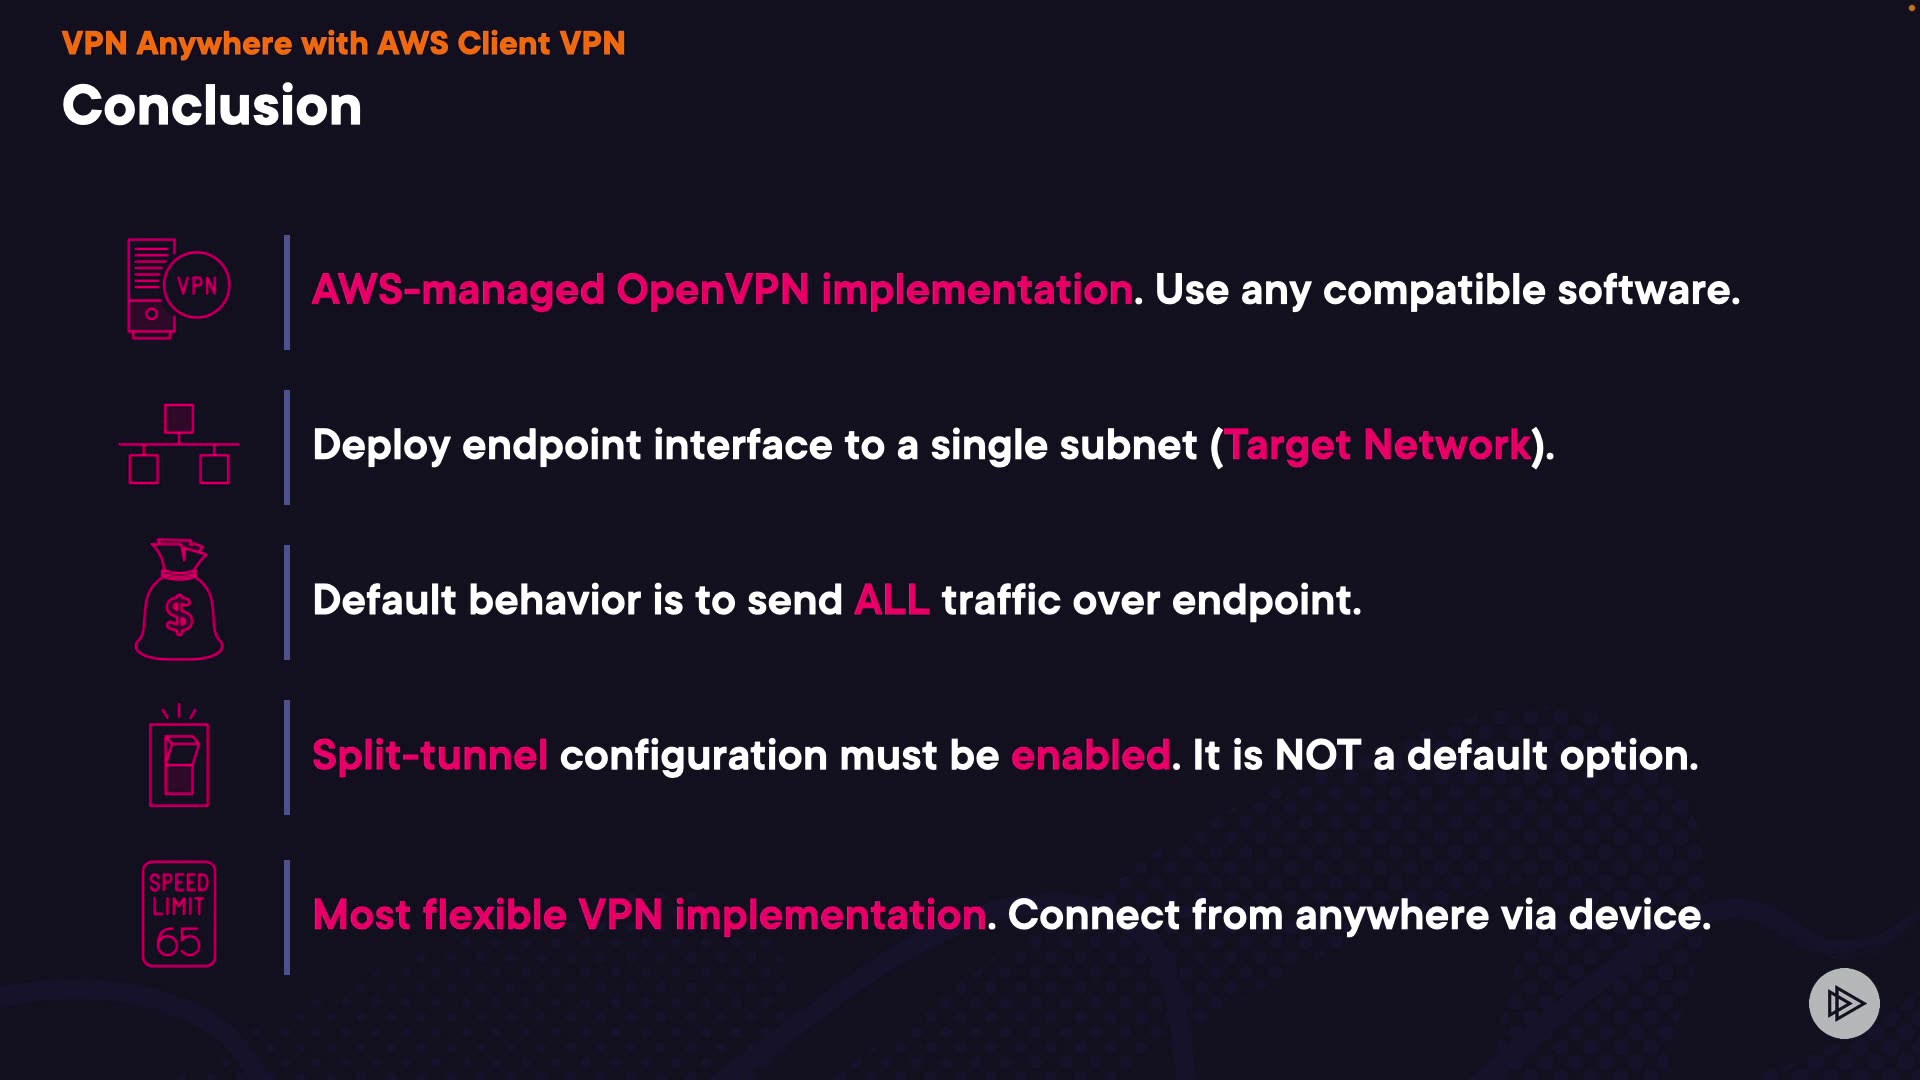 VPN Anywhere with AWS Client VPN
Conclusion
VPN
AWS-managed OpenVPN implementation. Use any compatible software.
Deploy endpoint interface to a single subnet (Target Network).
$
Default behavior is to send ALL traffic over endpoint.
Split-tunnel configuration must be enabled. It is NOT a default option.
SPEED
LIMIT
65
Most flexible VPN implementation. Connect from anywhere via device.